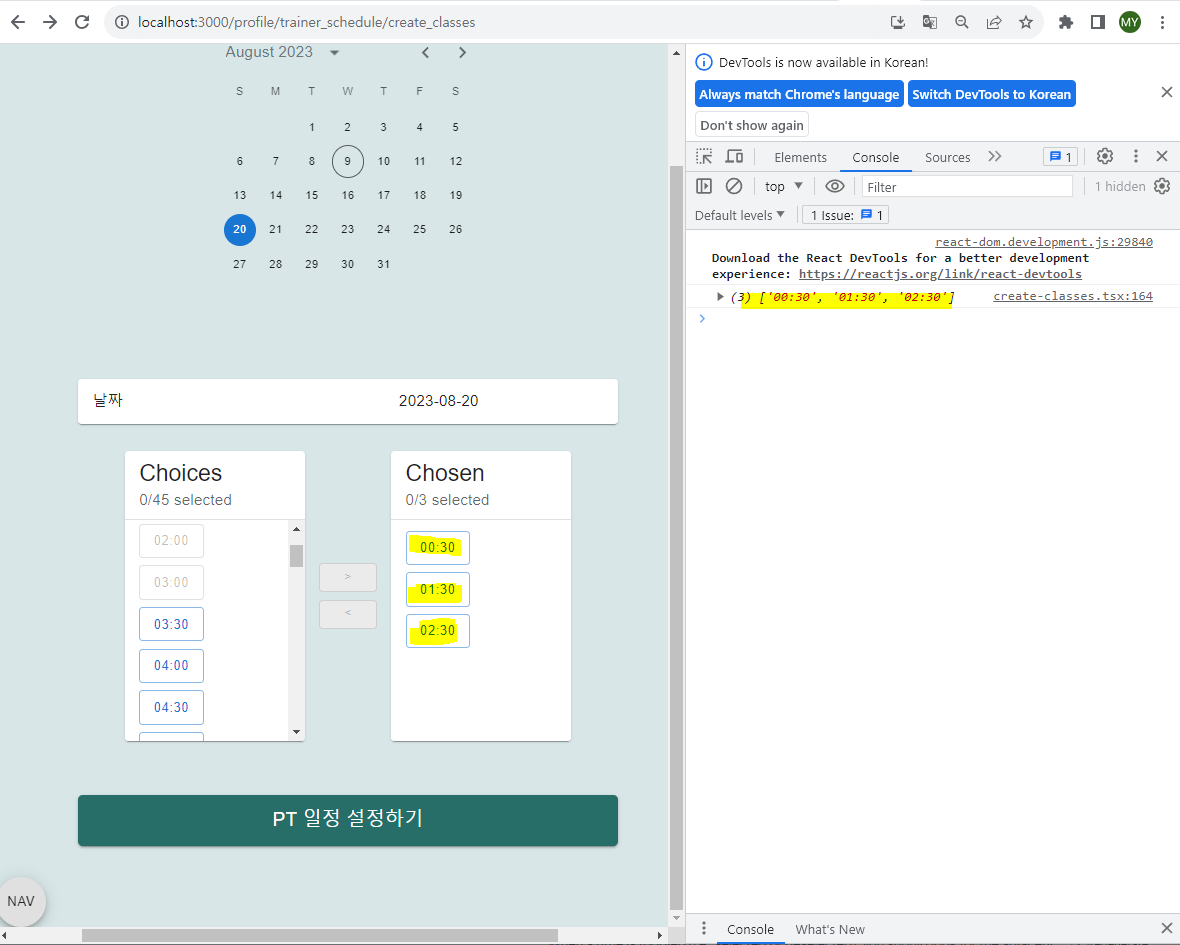 localhost:3000/profile/trainer_schedule/create_classes
MY
August 2023
S M T W T F S
1 2 3 4 5
6 7 8 9 10 11 12
13 14 15 16 17 18 19
20 21 22 23 24 25 26
27 28 29 30 31
날짜 2023-08-20
Choices
0/45 selected
02:00
03:00
03:30
04:00
04:30
>
<
Chosen
0/3 selected
00:30
01:30
02:30
PT 일정 설정하기
NAV
DevTools is now available in Korean!
Always match Chrome's language Switch DevTools to Korean
Don't show again
Elements Console Sources 1
top Filter 1 hidden
Default levels 1 Issue: 1
react-dom.development.js:29840
Download the React DevTools for a better development
experience: https://reactjs.org/link/react-devtools
(3) ['00:30', '01:30', '02:30'] create-classes.tsx:164
Console What's New